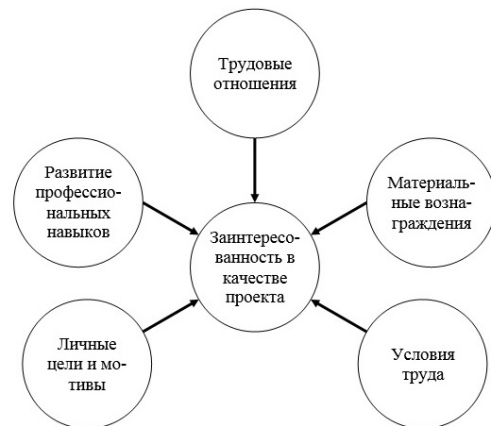 Трудовые
отношения
Развитие
профессио-
нальных
навыков
Материаль-
ные возна-
граждения
Заинтересо-
ванность в
качестве
проекта
Личные
цели и мо-
тивы
Условия
труда